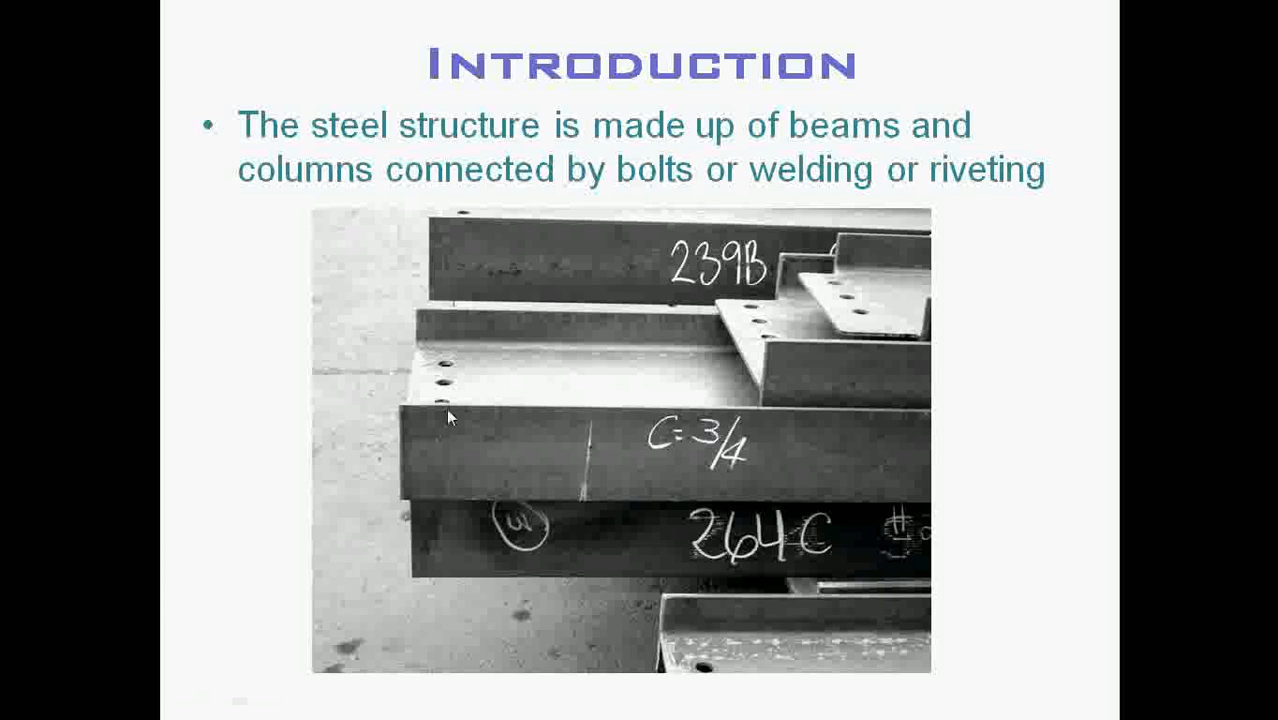 INTRODUCTION
• The steel structure is made up of beams and
columns connected by bolts or welding or riveting
239B
C=3/4
264C